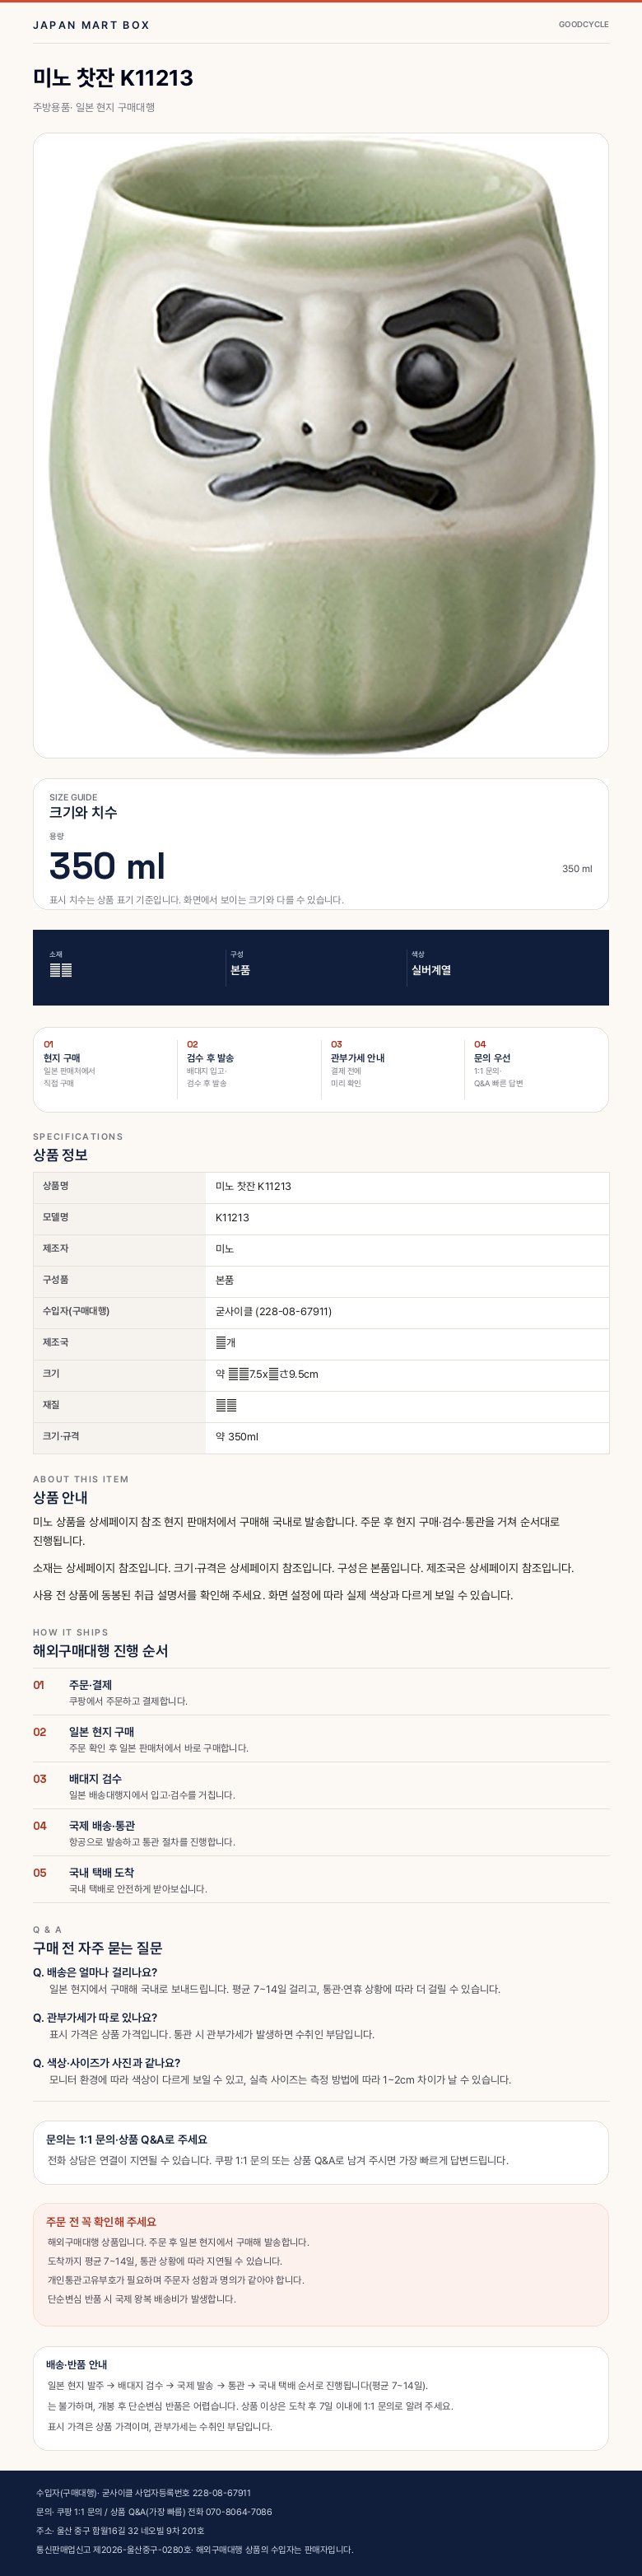 JAPAN MART BOX
GOODCYCLE
미노 찻잔 K11213
주방용품· 일본 현지 구매대행
SIZE GUIDE
크기와 치수
용량
350 ml
350 ml
표시 치수는 상품 표기 기준입니다. 화면에서 보이는 크기와 다를 수 있습니다.
소재
구성
본품
색상
실버계열
01
현지 구매
일본 판매처에서
직접 구매
02
검수 후 발송
배대지 입고·
검수 후 발송
03
관부가세 안내
결제 전에
미리 확인
04
문의 우선
1:1 문의·
Q&A 빠른 답변
SPECIFICATIONS
상품 정보
상품명 미노 찻잔 K11213
모델명 K11213
제조자 미노
구성품 본품
수입자(구매대행) 굳사이클 (228-08-67911)
제조국 개
크기 약 7.5x さ9.5cm
재질
크기·규격 약 350ml
ABOUT THIS ITEM
상품 안내
미노 상품을 상세페이지 참조 현지 판매처에서 구매해 국내로 발송합니다. 주문 후 현지 구매·검수·통관을 거쳐 순서대로
진행됩니다.
소재는 상세페이지 참조입니다. 크기·규격은 상세페이지 참조입니다. 구성은 본품입니다. 제조국은 상세페이지 참조입니다.
사용 전 상품에 동봉된 취급 설명서를 확인해 주세요. 화면 설정에 따라 실제 색상과 다르게 보일 수 있습니다.
HOW IT SHIPS
해외구매대행 진행 순서
01 주문·결제
쿠팡에서 주문하고 결제합니다.
02 일본 현지 구매
주문 확인 후 일본 판매처에서 바로 구매합니다.
03 배대지 검수
일본 배송대행지에서 입고·검수를 거칩니다.
04 국제 배송·통관
항공으로 발송하고 통관 절차를 진행합니다.
05 국내 택배 도착
국내 택배로 안전하게 받아보십니다.
Q & A
구매 전 자주 묻는 질문
Q. 배송은 얼마나 걸리나요?
일본 현지에서 구매해 국내로 보내드립니다. 평균 7~14일 걸리고, 통관·연휴 상황에 따라 더 걸릴 수 있습니다.
Q. 관부가세가 따로 있나요?
표시 가격은 상품 가격입니다. 통관 시 관부가세가 발생하면 수취인 부담입니다.
Q. 색상·사이즈가 사진과 같나요?
모니터 환경에 따라 색상이 다르게 보일 수 있고, 실측 사이즈는 측정 방법에 따라 1~2cm 차이가 날 수 있습니다.
문의는 1:1 문의·상품 Q&A로 주세요
전화 상담은 연결이 지연될 수 있습니다. 쿠팡 1:1 문의 또는 상품 Q&A로 남겨 주시면 가장 빠르게 답변드립니다.
주문 전 꼭 확인해 주세요
해외구매대행 상품입니다. 주문 후 일본 현지에서 구매해 발송합니다.
도착까지 평균 7~14일, 통관 상황에 따라 지연될 수 있습니다.
개인통관고유부호가 필요하며 주문자 성함과 명의가 같아야 합니다.
단순변심 반품 시 국제 왕복 배송비가 발생합니다.
배송·반품 안내
일본 현지 발주 → 배대지 검수 → 국제 발송 → 통관 → 국내 택배 순서로 진행됩니다(평균 7~14일).
는 불가하며, 개봉 후 단순변심 반품은 어렵습니다. 상품 이상은 도착 후 7일 이내에 1:1 문의로 알려 주세요.
표시 가격은 상품 가격이며, 관부가세는 수취인 부담입니다.
수입자(구매대행)· 굳사이클 사업자등록번호 228-08-67911
문의· 쿠팡 1:1 문의 / 상품 Q&A(가장 빠름) 전화 070-8064-7086
주소· 울산 중구 함월16길 32 네오빌 9차 201호
통신판매업신고 제2026-울산중구-0280호· 해외구매대행 상품의 수입자는 판매자입니다.